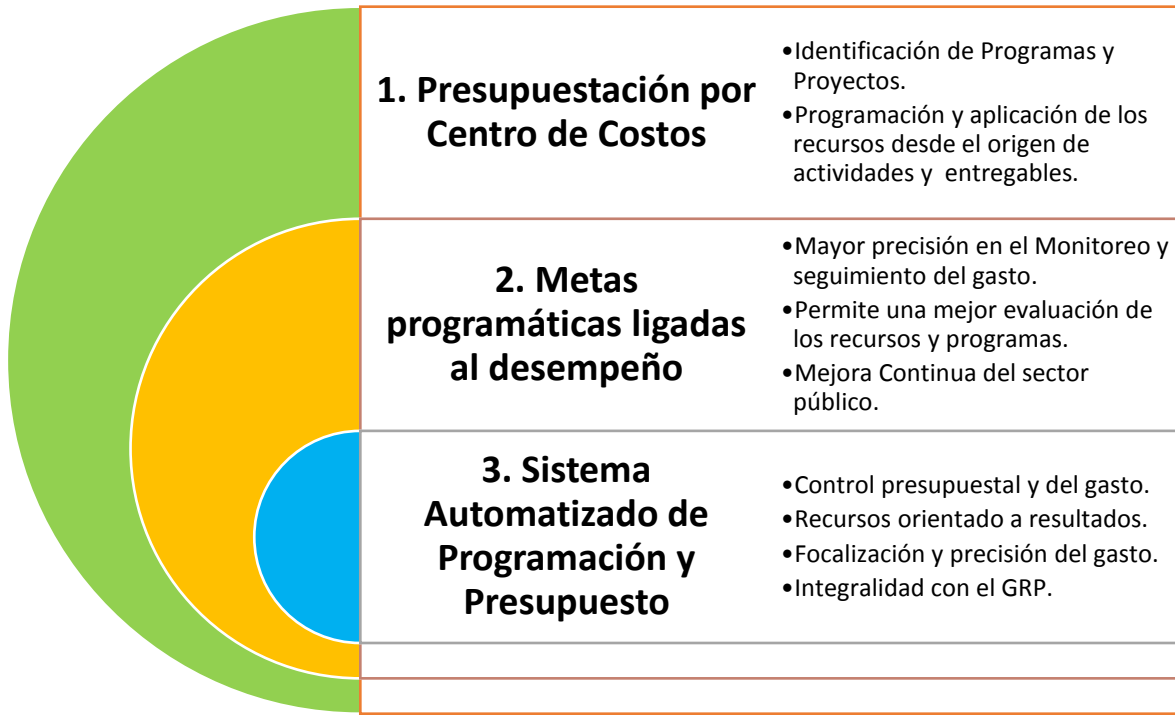 1. Presupuestación por
Centro de Costos
•Identificación de Programas y
Proyectos.
•Programación y aplicación de los
recursos desde el origen de
actividades y entregables.
2. Metas
programáticas ligadas
al desempeño
•Mayor precisión en el Monitoreo y
seguimiento del gasto.
•Permite una mejor evaluación de
los recursos y programas.
•Mejora Continua del sector
público.
3. Sistema
Automatizado de
Programación y
Presupuesto
•Control presupuestal y del gasto.
•Recursos orientado a resultados.
•Focalización y precisión del gasto.
•Integralidad con el GRP.